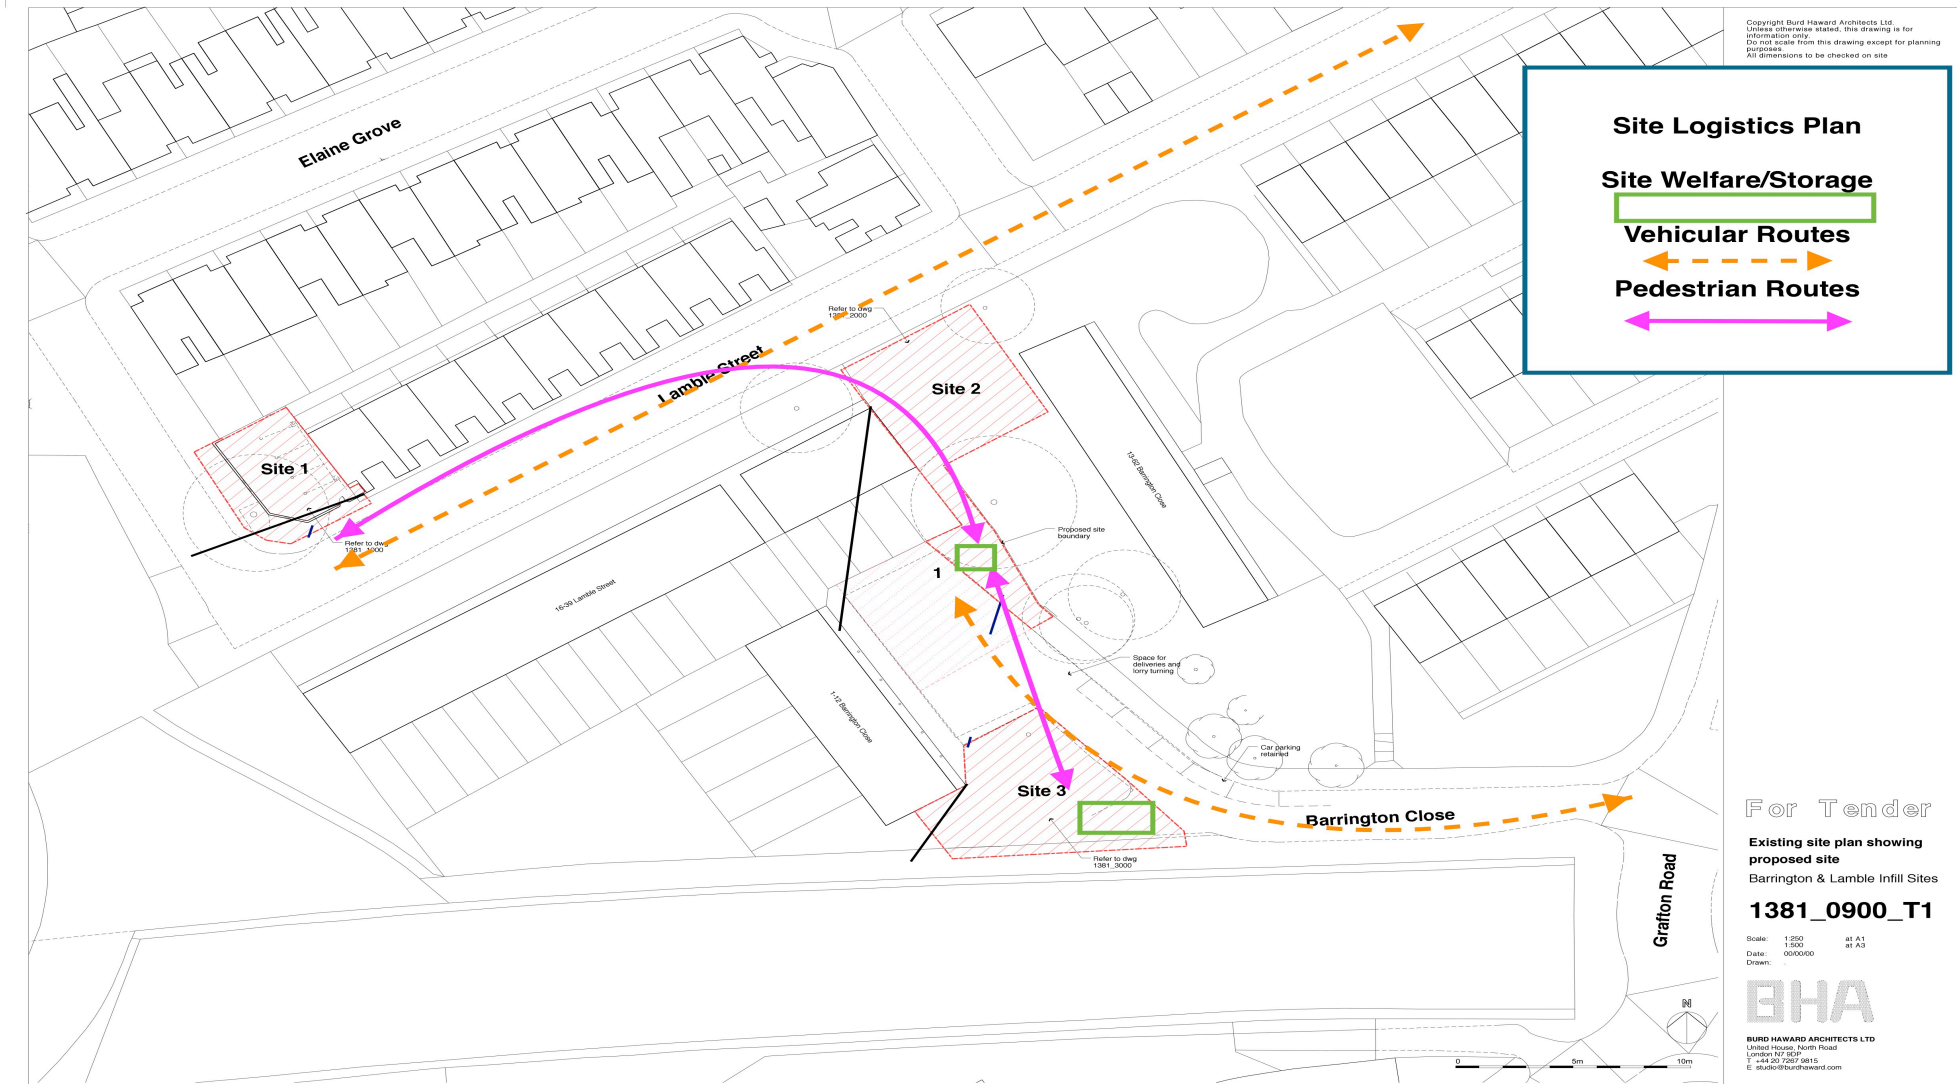 Copyright Burd Haward Architects Ltd.
Unless otherwise stated, this drawing is for
information only.
Do not scale from this drawing except for planning
purposes.
All dimensions to be checked on site
Site Logistics Plan
Site Welfare/Storage
Vehicular Routes
Pedestrian Routes
Elaine Grove
Lamble Street
Refer to dwg
Site 2
Site 1
Refer to dwg
13-62 Barrington Close
Proposed site
boundary
1
16-39 Lamble Street
Space for
deliveries and
lorry turning
1-12 Barrington Close
Car parking
retained
Site 3
Barrington Close
Refer to dwg
1381_3000
Grafton Road
For Tender
Existing site plan showing
proposed site
Barrington & Lamble Infill Sites
1381_0900_T1
Scale: 1:250 at A1
1:500 at A3
Date: 00/00/00
Drawn: .
BHA
N
BURD HAWARD ARCHITECTS LTD
United House, North Road
London N7 9DP
T +44 20 7267 9815
E studio@burdhaward.com
0 5m 10m